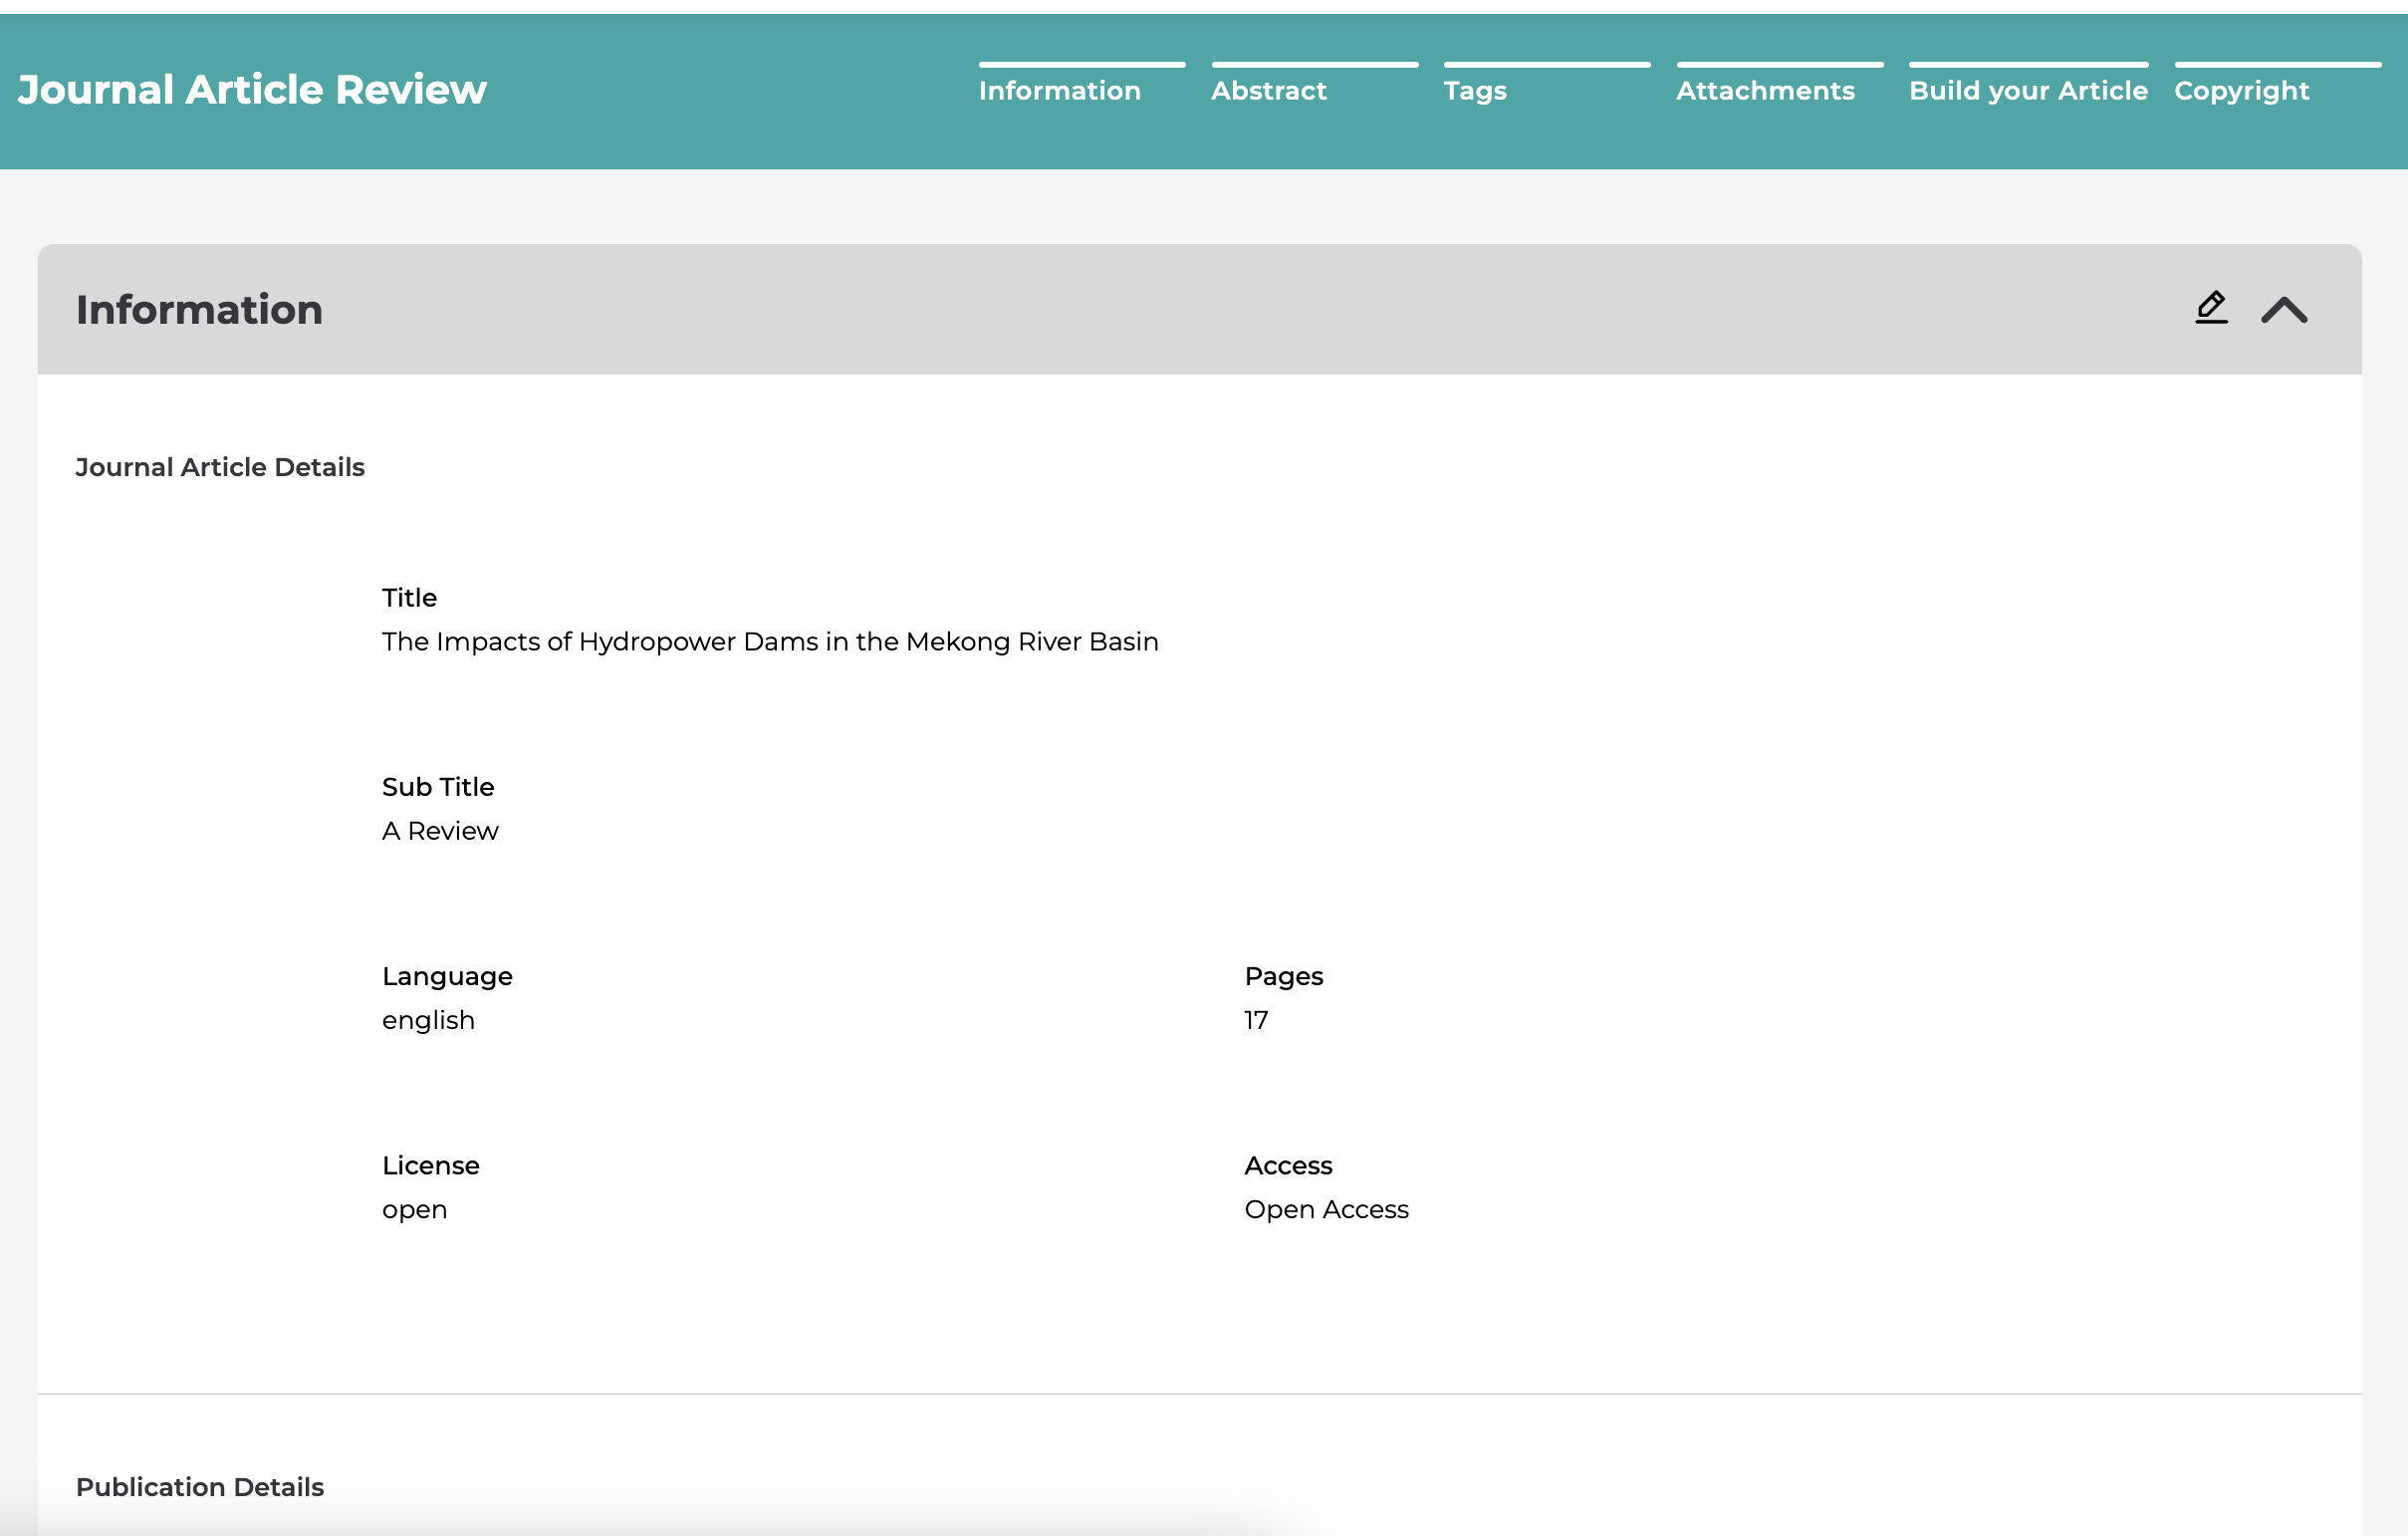 Journal Article Review
Information
Abstract
Tags
Attachments
Build your Article
Copyright
Information
Journal Article Details
Title
The Impacts of Hydropower Dams in the Mekong River Basin
Sub Title
A Review
Language
english
Pages
17
License
open
Access
Open Access
Publication Details